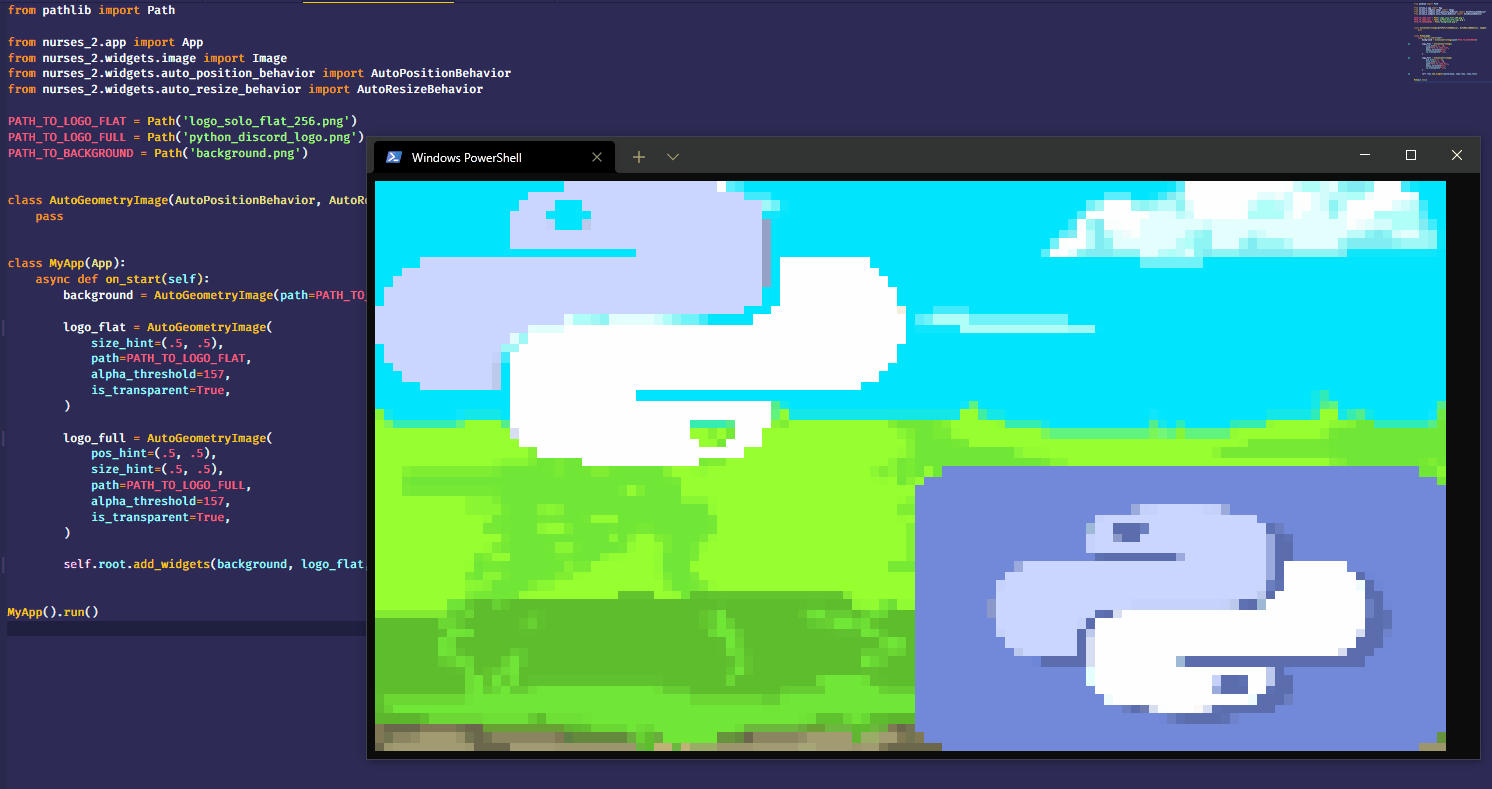 from pathlib import Path
from nurses_2.app import App
from nurses_2.widgets.image import Image
from nurses_2.widgets.auto_position_behavior import AutoPositionBehavior
from nurses_2.widgets.auto_resize_behavior import AutoResizeBehavior
PATH_TO_LOGO_FLAT = Path('logo_solo_flat_256.png')
PATH_TO_LOGO_FULL = Path('python_discord_logo.png')
PATH_TO_BACKGROUND = Path('background.png')
Windows PowerShell
class AutoGeometryImage(AutoPositionBehavior, AutoRe
    pass
class MyApp(App):
    async def on_start(self):
        background = AutoGeometryImage(path=PATH_TO_
        logo_flat = AutoGeometryImage(
            size_hint=(.5, .5),
            path=PATH_TO_LOGO_FLAT,
            alpha_threshold=157,
            is_transparent=True,
        )
        logo_full = AutoGeometryImage(
            pos_hint=(.5, .5),
            size_hint=(.5, .5),
            path=PATH_TO_LOGO_FULL,
            alpha_threshold=157,
            is_transparent=True,
        )
        self.root.add_widgets(background, logo_flat,
MyApp().run()